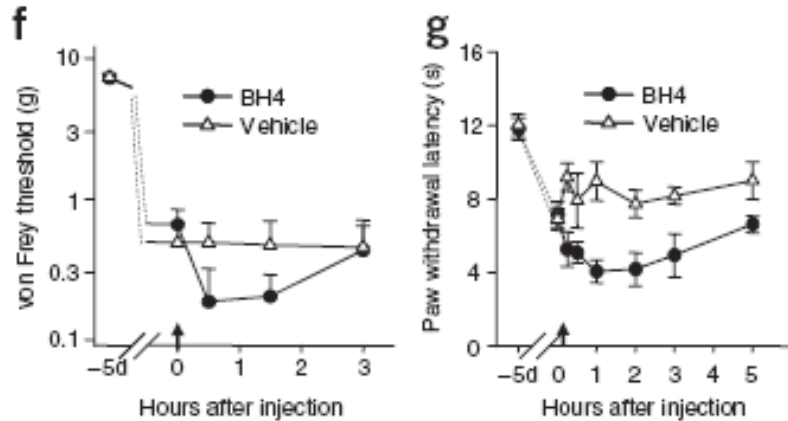 f
von Frey threshold (g)
10
3
1
0.3
0.1
BH4
Vehicle
–5d 0 1 2 3
Hours after injection
g
Paw withdrawal latency (s)
16
12
8
4
0
BH4
Vehicle
–5d 0 1 2 3 4 5
Hours after injection